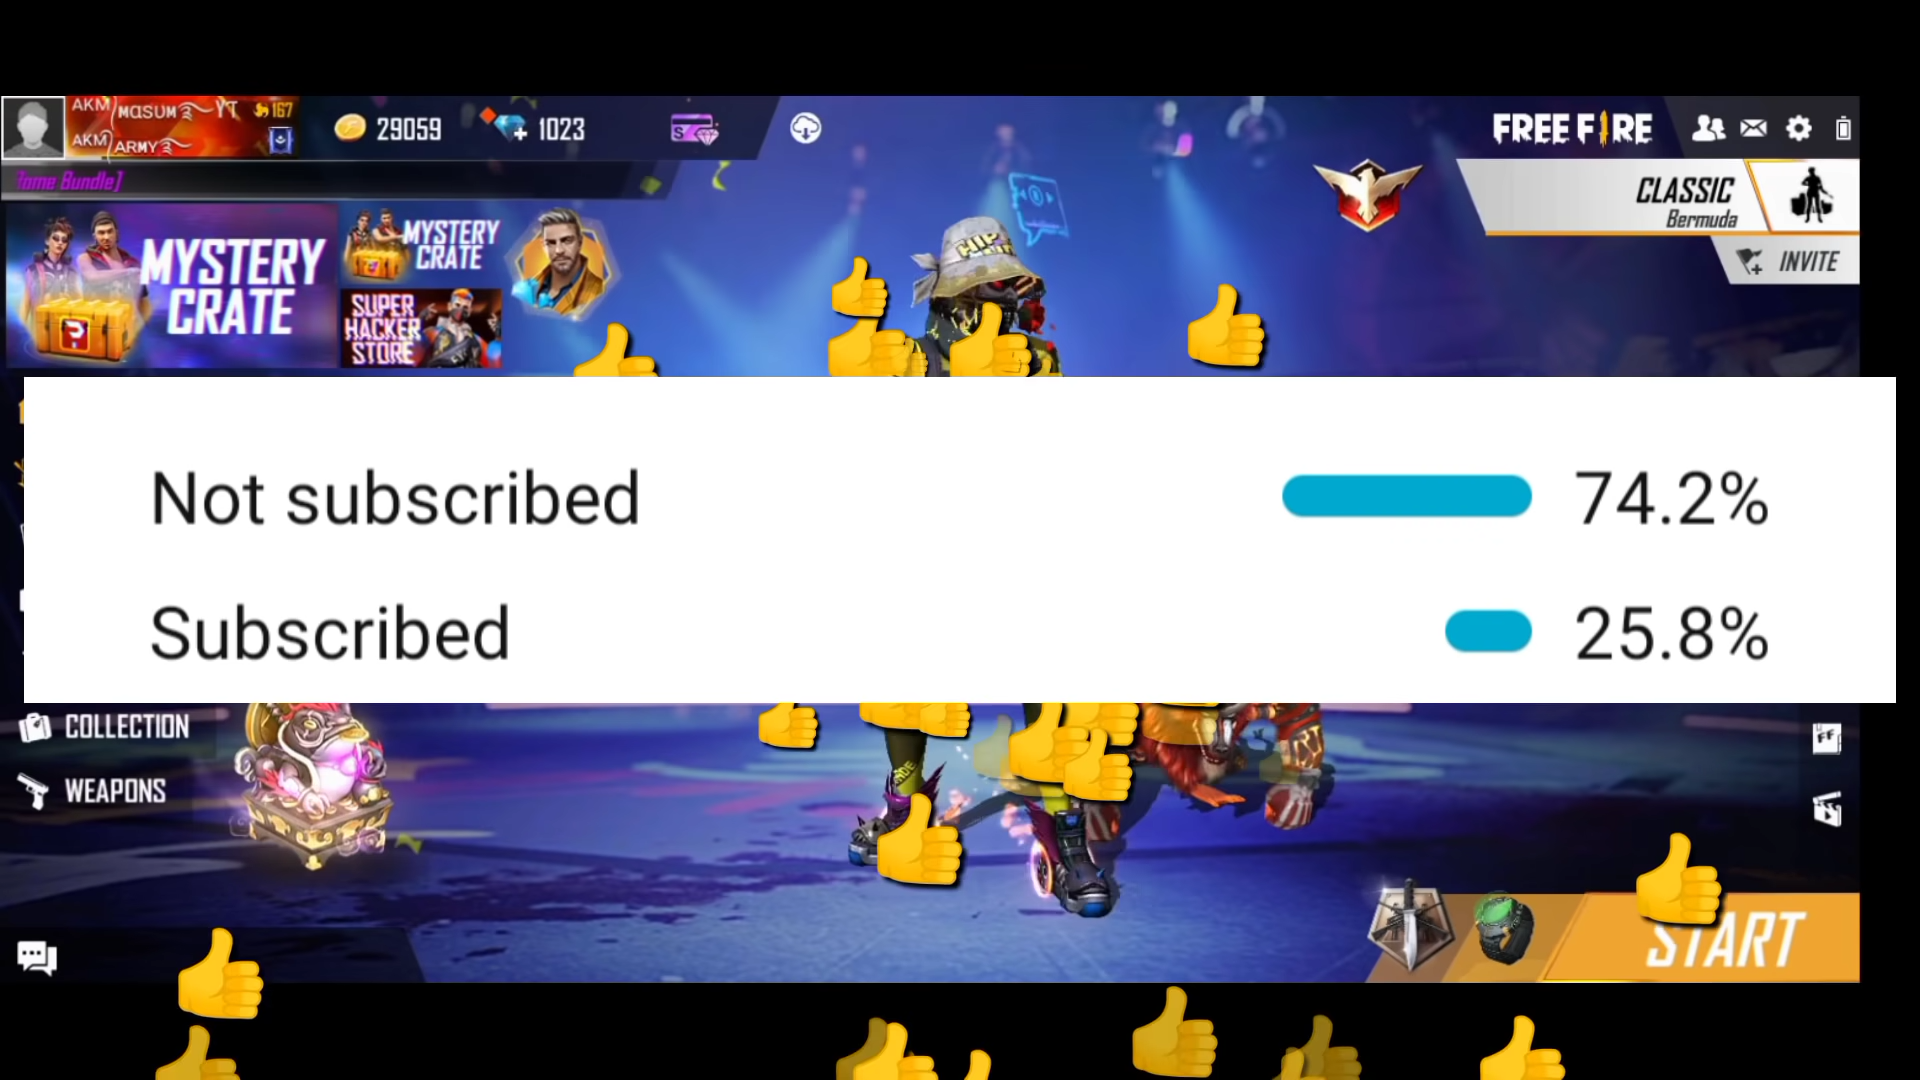 AKM MASUM YT 167
AKM ARMY
29059
1023
FREE FIRE
CLASSIC
Bermuda
INVITE
MYSTERY
CRATE
MYSTERY
CRATE
SUPER
HACKER
STORE
Not subscribed 74.2%
Subscribed 25.8%
COLLECTION
WEAPONS
FF
START